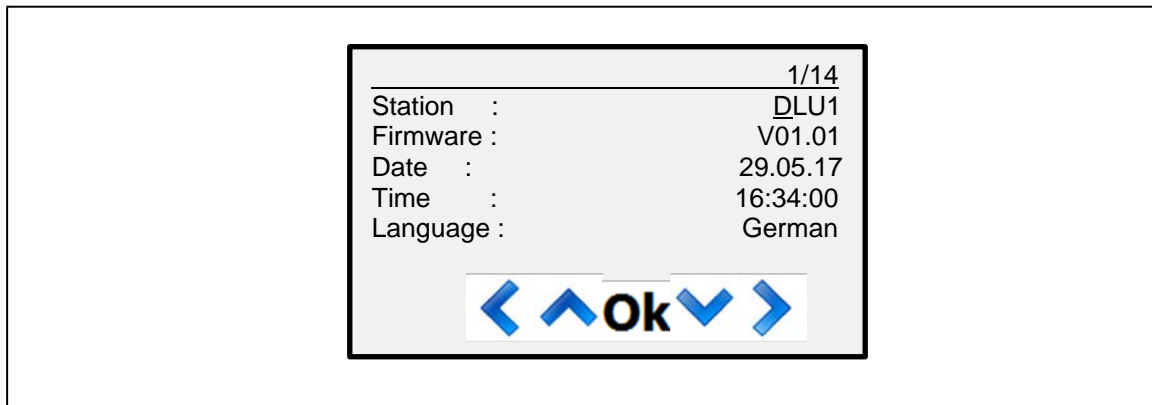 1/14
Station : DLU1
Firmware : V01.01
Date : 29.05.17
Time : 16:34:00
Language : German
Ok